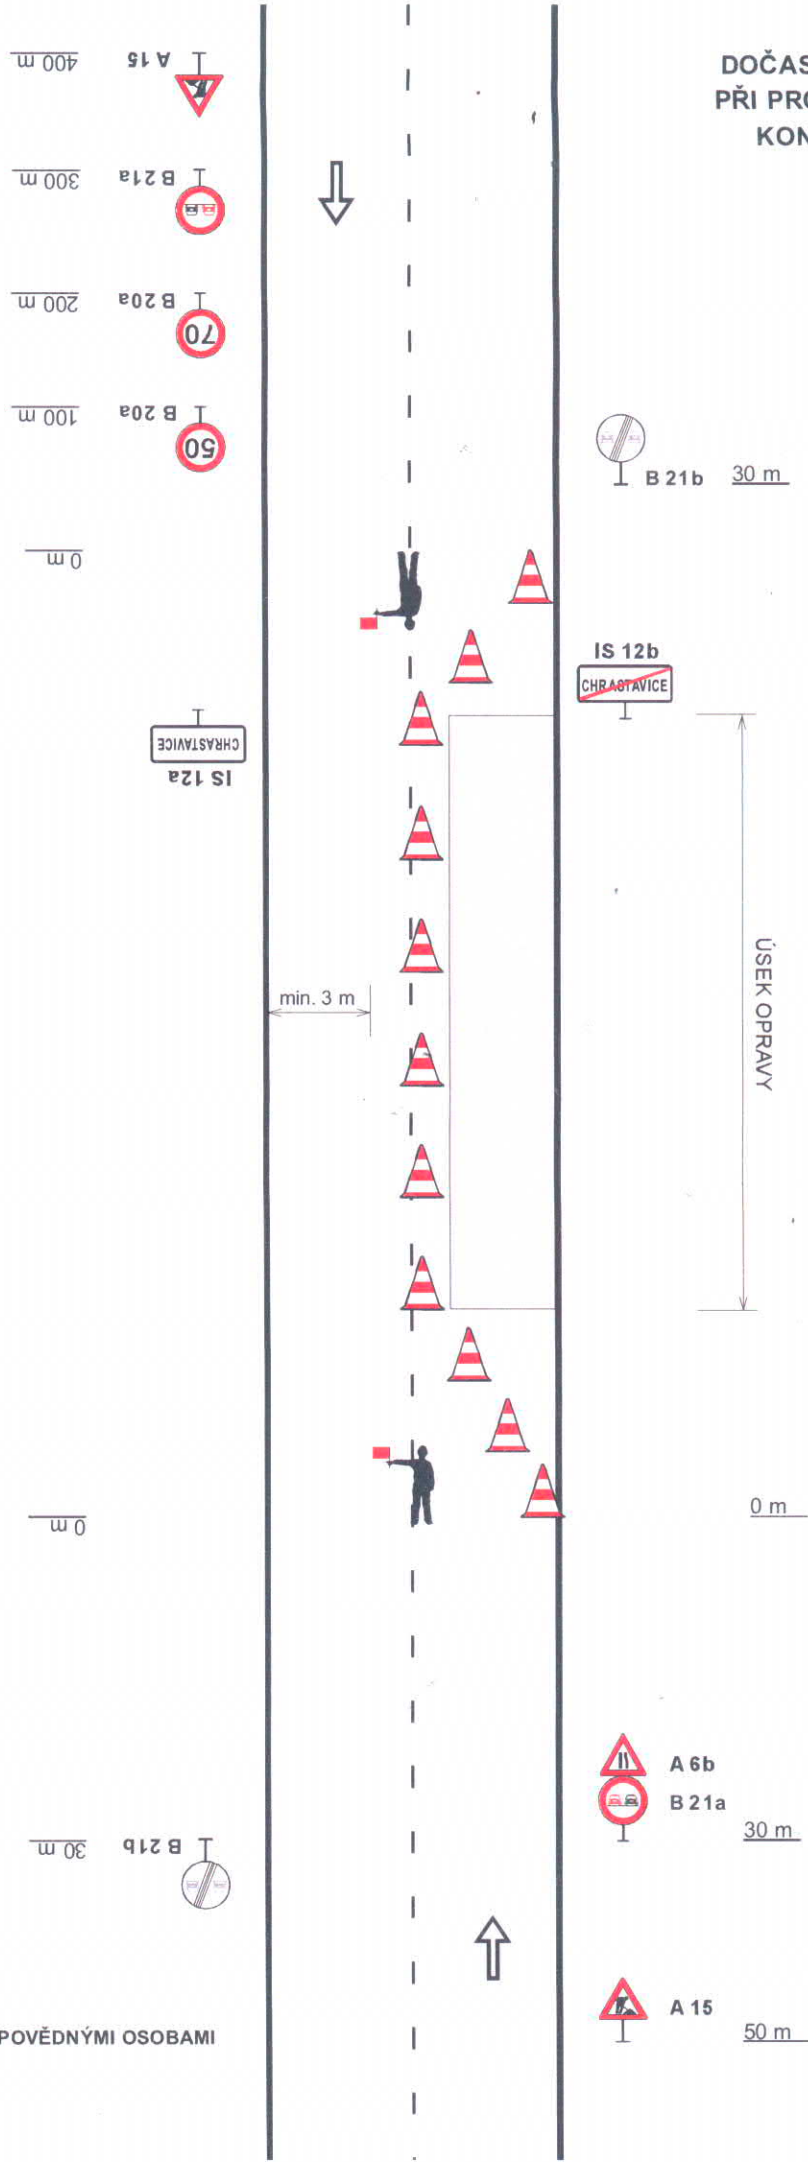 DOČAS
PŘI PRO
KON
400 m
A 15
300 m
B 21a
200 m
B 20a
70
100 m
B 20a
50
0 m
B 21b 30 m
IS 12b
CHRASTAVICE
CHRASTAVICE
IS 12a
ÚSEK OPRAVY
min. 3 m
0 m
0 m
A 6b
B 21a
30 m
30 m
B 21b
A 15
50 m
POVĚDNÝMI OSOBAMI